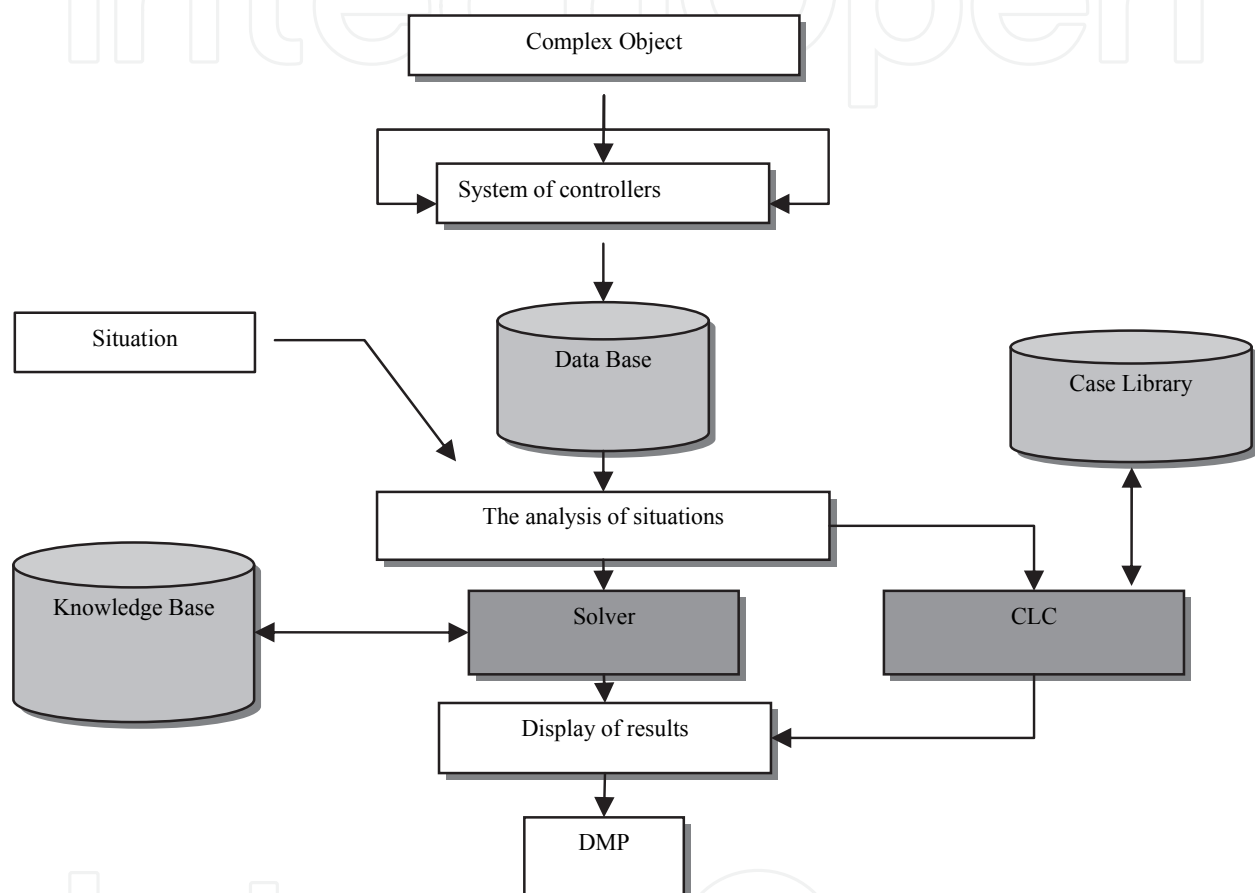 Complex Object
System of controllers
Situation
Data Base
Case Library
The analysis of situations
Knowledge Base
Solver
CLC
Display of results
DMP